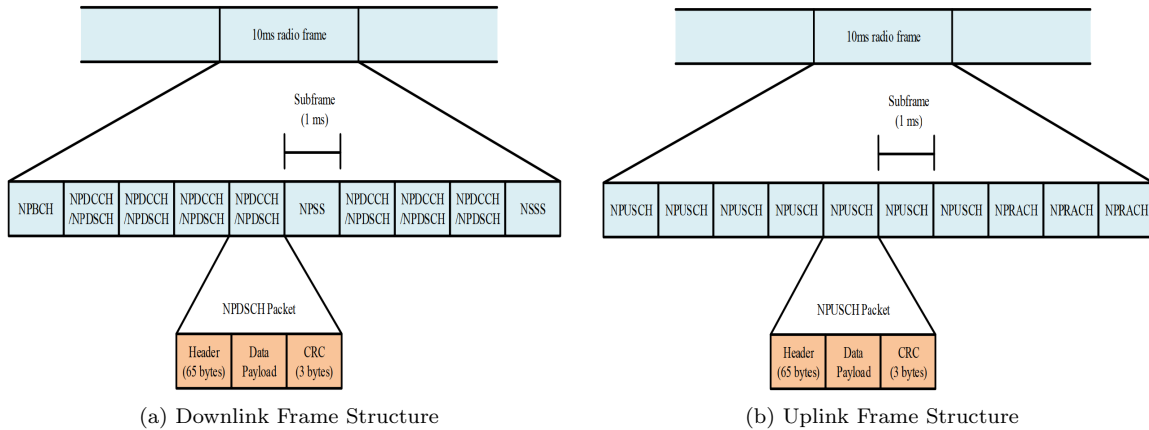 10ms radio frame
Subframe
(1 ms)
NPBCH
NPDCCH
/NPDSCH
NPDCCH
/NPDSCH
NPDCCH
/NPDSCH
NPDCCH
/NPDSCH
NPSS
NPDCCH
/NPDSCH
NPDCCH
/NPDSCH
NPDCCH
/NPDSCH
NSSS
NPDSCH Packet
Header
(65 bytes)
Data
Payload
CRC
(3 bytes)
(a) Downlink Frame Structure
10ms radio frame
Subframe
(1 ms)
NPUSCH
NPUSCH
NPUSCH
NPUSCH
NPUSCH
NPUSCH
NPUSCH
NPRACH
NPRACH
NPRACH
NPUSCH Packet
Header
(65 bytes)
Data
Payload
CRC
(3 bytes)
(b) Uplink Frame Structure